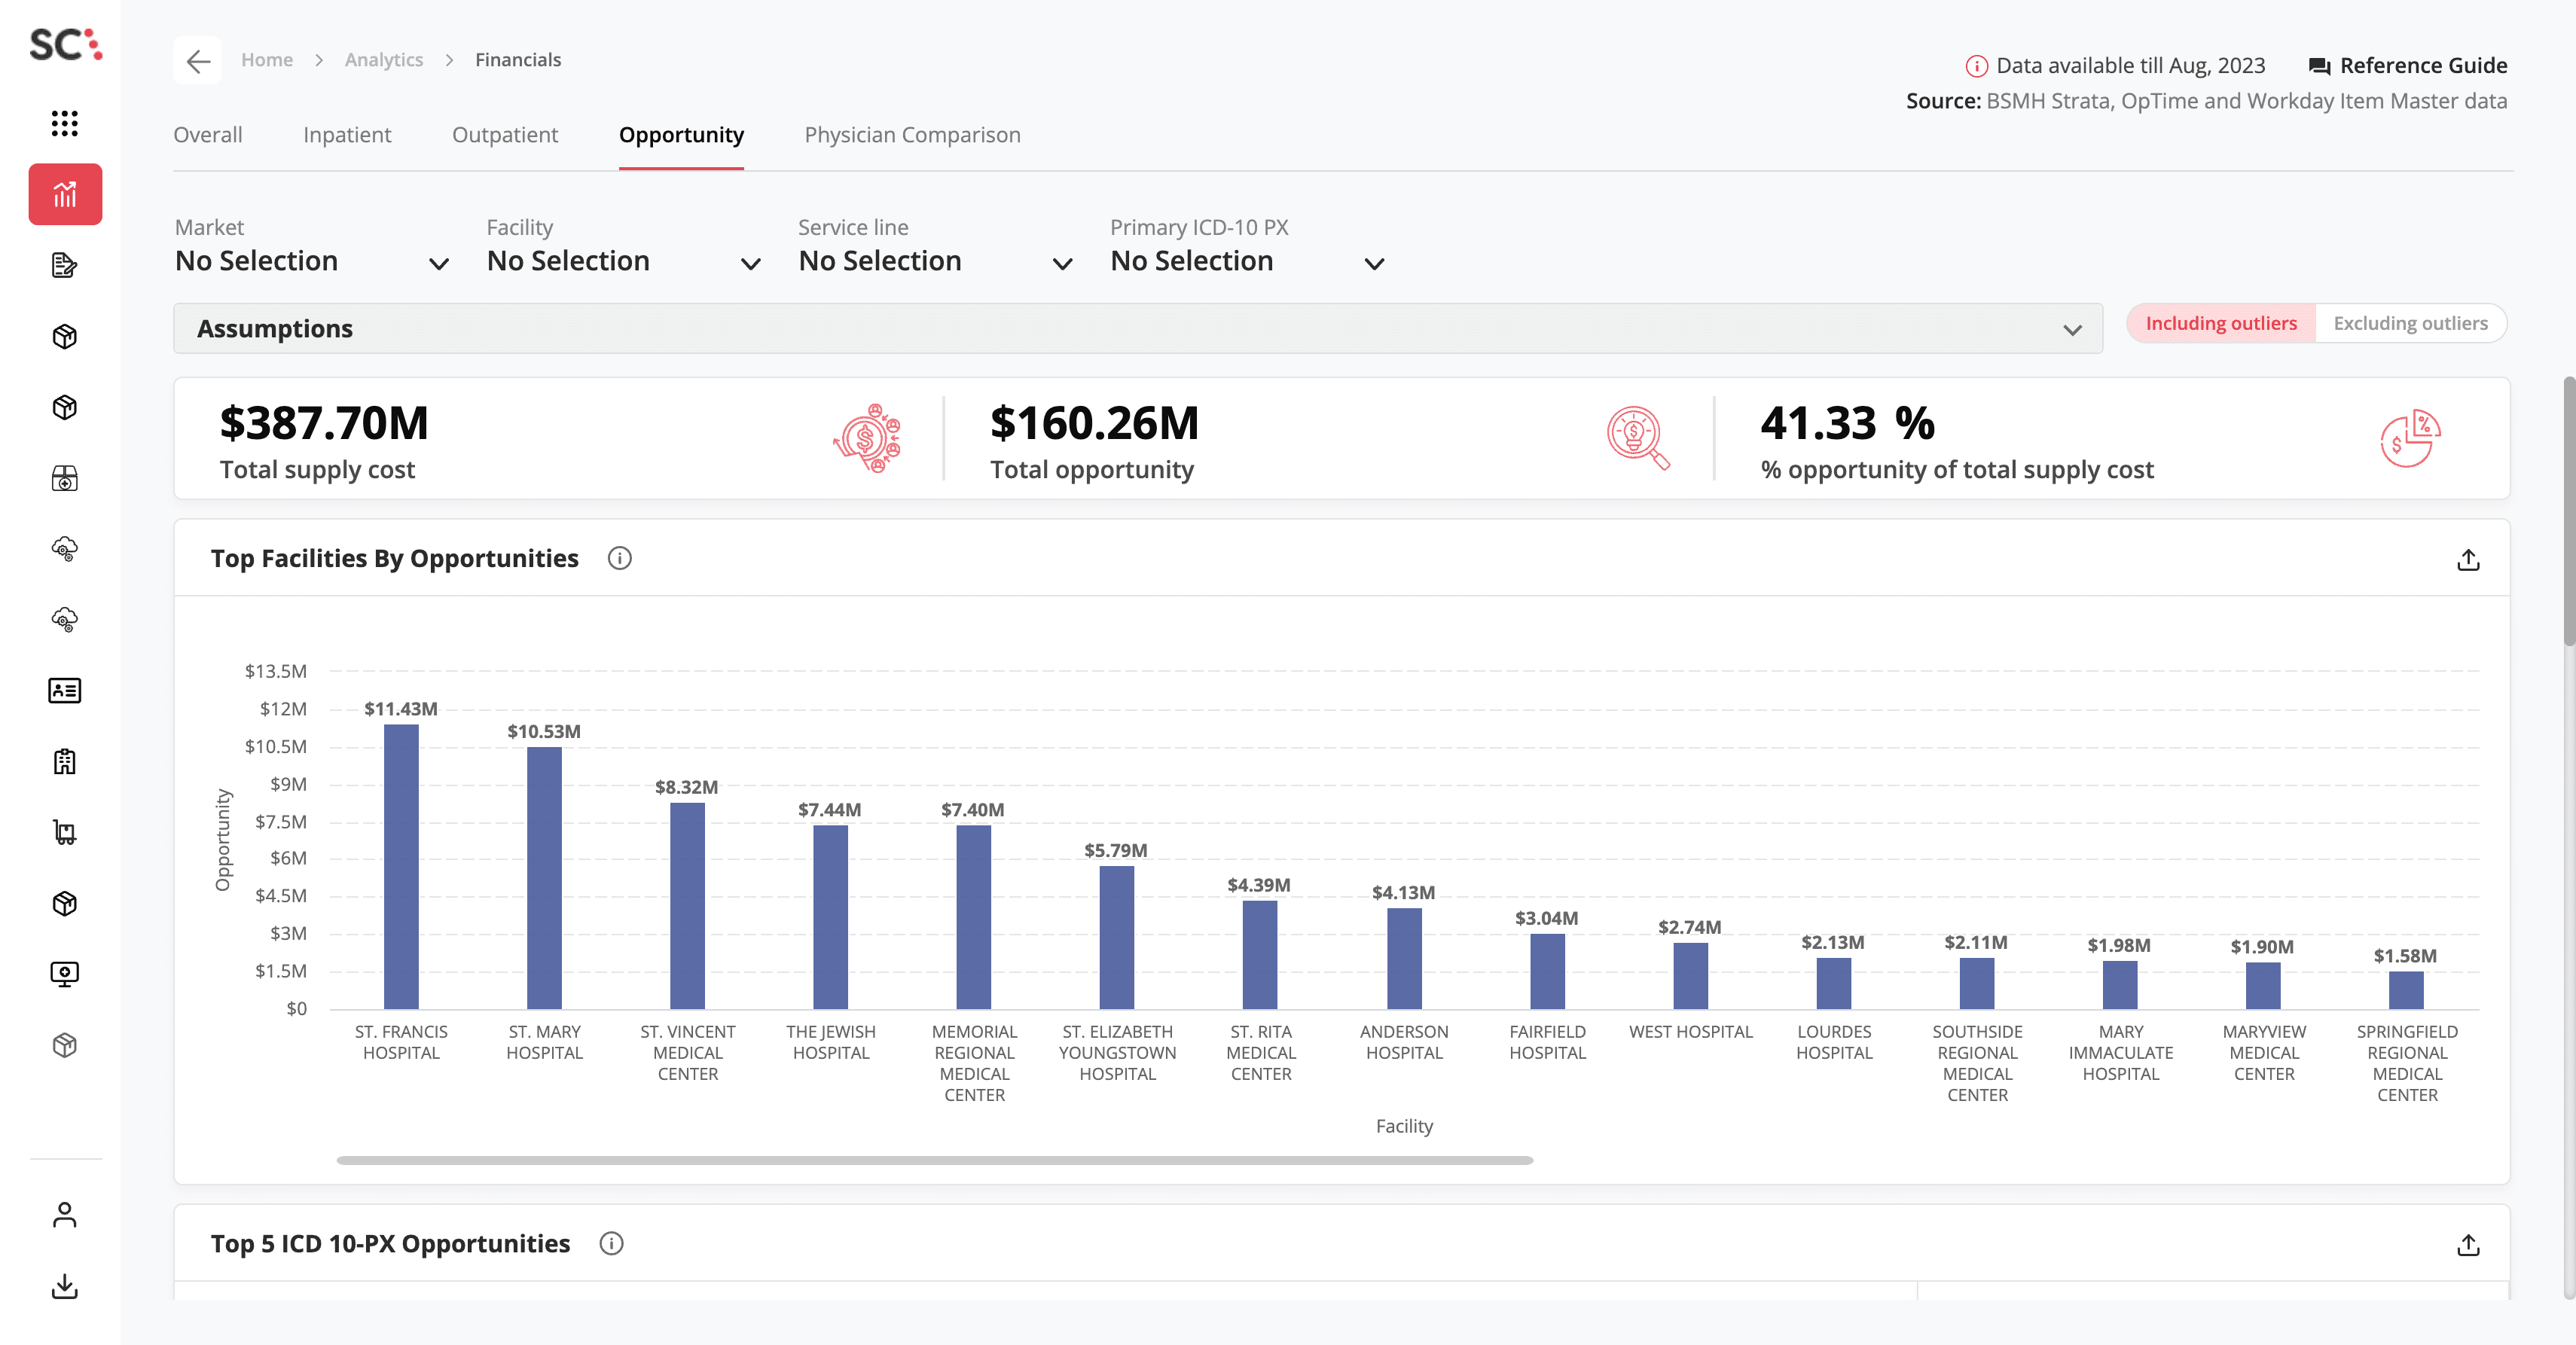 SC
Home > Analytics > Financials
Data available till Aug, 2023
Reference Guide
Source: BSMH Strata, OpTime and Workday Item Master data
Overall
Inpatient
Outpatient
Opportunity
Physician Comparison
Market
No Selection
Facility
No Selection
Service line
No Selection
Primary ICD-10 PX
No Selection
Assumptions
Including outliers
Excluding outliers
$387.70M
Total supply cost
$160.26M
Total opportunity
41.33 %
% opportunity of total supply cost
Top Facilities By Opportunities
Opportunity
$13.5M
$12M
$10.5M
$9M
$7.5M
$6M
$4.5M
$3M
$1.5M
$0
$11.43M
$10.53M
$8.32M
$7.44M
$7.40M
$5.79M
$4.39M
$4.13M
$3.04M
$2.74M
$2.13M
$2.11M
$1.98M
$1.90M
$1.58M
ST. FRANCIS
HOSPITAL
ST. MARY
HOSPITAL
ST. VINCENT
MEDICAL
CENTER
THE JEWISH
HOSPITAL
MEMORIAL
REGIONAL
MEDICAL
CENTER
ST. ELIZABETH
YOUNGSTOWN
HOSPITAL
ST. RITA
MEDICAL
CENTER
ANDERSON
HOSPITAL
FAIRFIELD
HOSPITAL
WEST HOSPITAL
LOURDES
HOSPITAL
SOUTHSIDE
REGIONAL
MEDICAL
CENTER
MARY
IMMACULATE
HOSPITAL
MARYVIEW
MEDICAL
CENTER
SPRINGFIELD
REGIONAL
MEDICAL
CENTER
Facility
Top 5 ICD 10-PX Opportunities